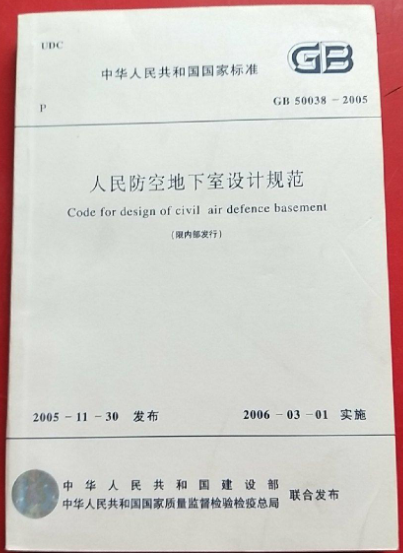 UDC
中华人民共和国国家标准
GB
P
GB 50038-2005
人民防空地下室设计规范
Code for design of civil air defence basement
(限内部发行)
2005-11-30 发布
2006-03-01 实施
中华人民共和国建设部
中华人民共和国国家质量监督检验检疫总局
联合发布